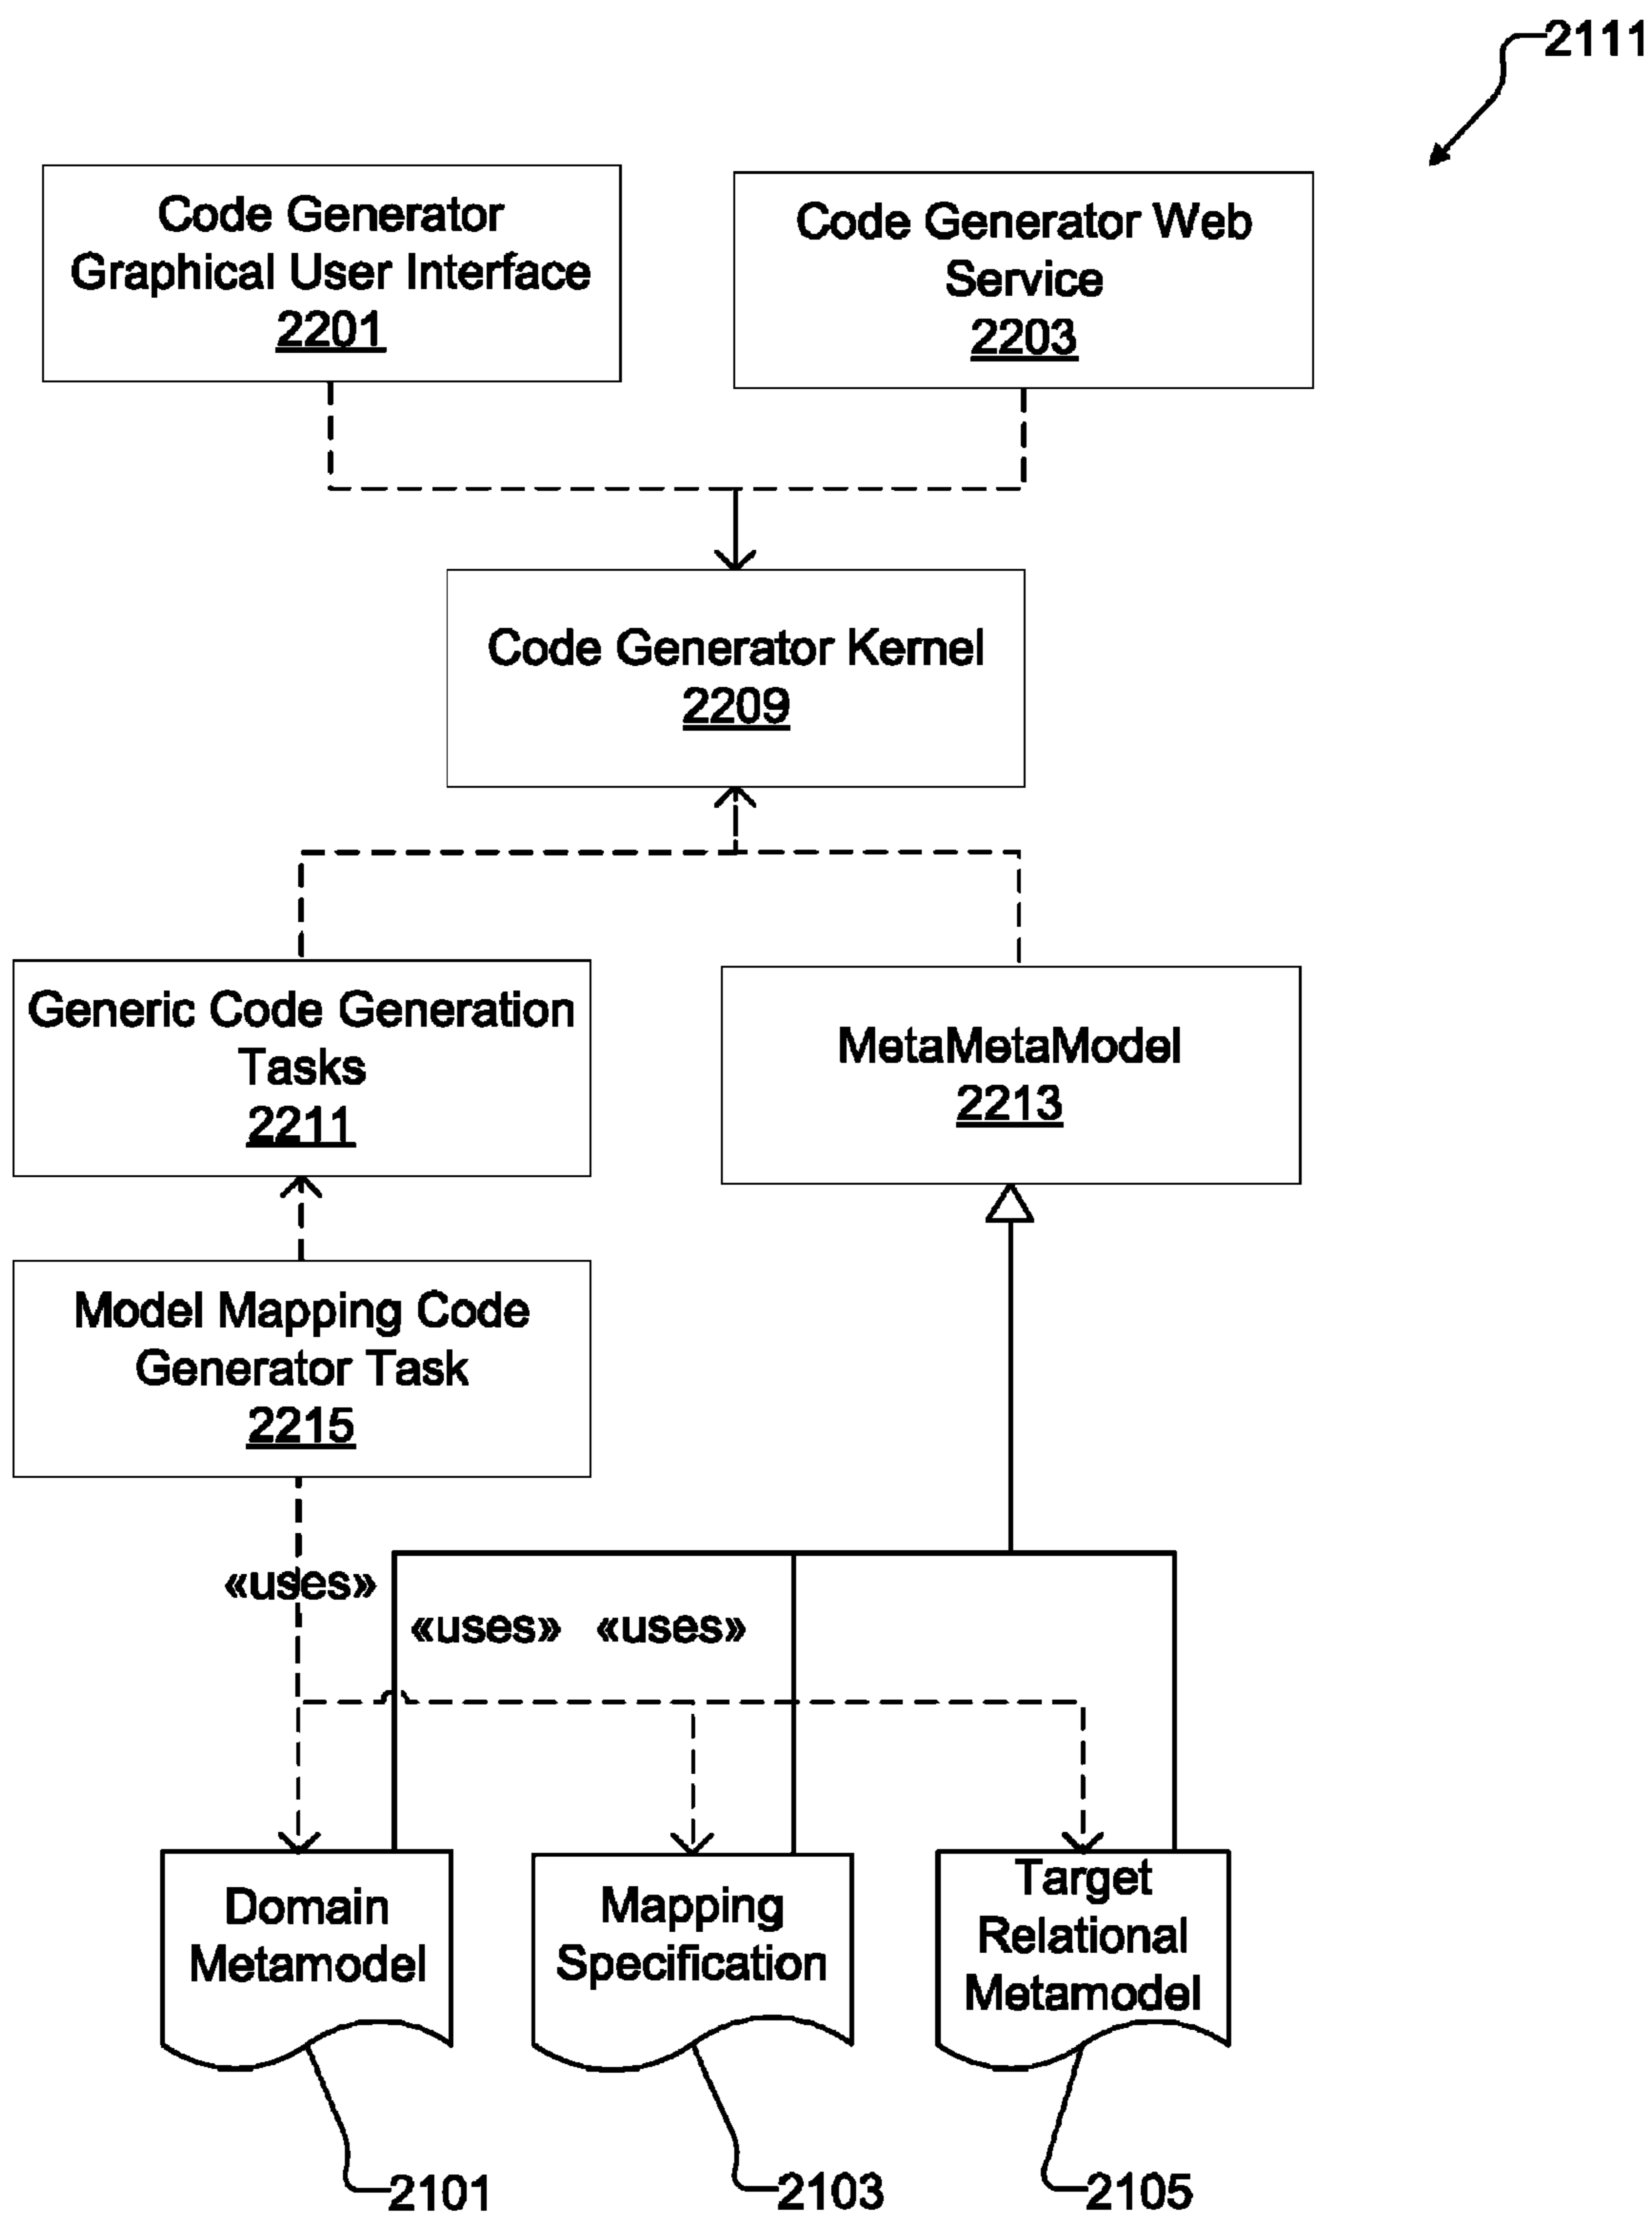 2111
Code Generator
Graphical User Interface
2201
Code Generator Web
Service
2203
Code Generator Kernel
2209
Generic Code Generation
Tasks
2211
MetaMetaModel
2213
Model Mapping Code
Generator Task
2215
«uses»
«uses» «uses»
Domain
Metamodel
Mapping
Specification
Target
Relational
Metamodel
2101
2103
2105